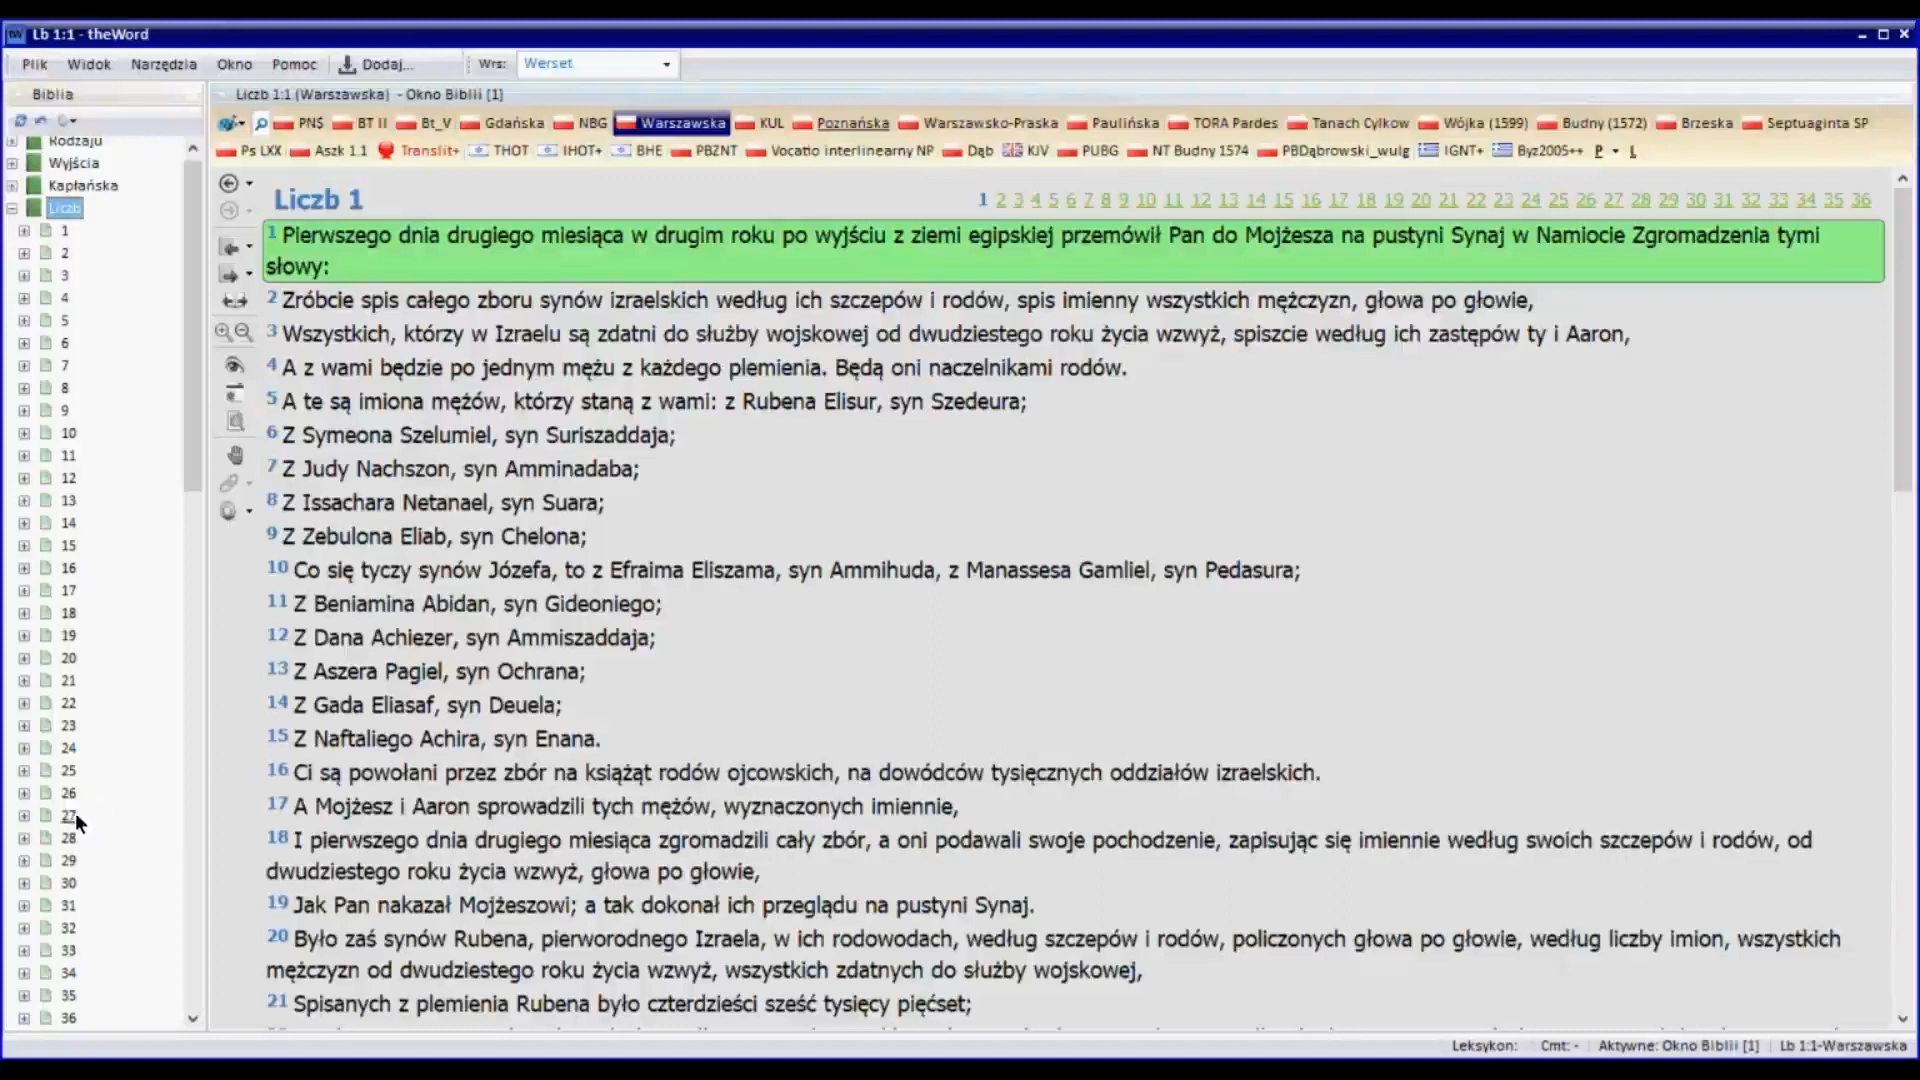 Lb 1:1 - theWord
Plik Widok Narzędzia Okno Pomoc Dodaj... Wrs: Werset
Biblia
Rodzaju
Wyjścia
Kapłańska
Liczb
1
2
3
4
5
6
7
8
9
10
11
12
13
14
15
16
17
18
19
20
21
22
23
24
25
26
27
28
29
30
31
32
33
34
35
36
Liczb 1:1 (Warszawska) - Okno Biblii [1]
PNŚ BT II Bt_V Gdańska NBG Warszawska KUL Poznańska Warszawsko-Praska Paulińska TORA Pardes Tanach Cylkow Wójka (1599) Budny (1572) Brzeska Septuaginta SP
Ps LXX Aszk 1.1 Translit+ THOT IHOT+ BHE PBZNT Vocatio interlinearny NP Dąb KJV PUBG NT Budny 1574 PBDąbrowski_wulg IGNT+ Byz2005++ P L
Liczb 1
1 2 3 4 5 6 7 8 9 10 11 12 13 14 15 16 17 18 19 20 21 22 23 24 25 26 27 28 29 30 31 32 33 34 35 36
1 Pierwszego dnia drugiego miesiąca w drugim roku po wyjściu z ziemi egipskiej przemówił Pan do Mojżesza na pustyni Synaj w Namiocie Zgromadzenia tymi
słowy:
2 Zróbcie spis całego zboru synów izraelskich według ich szczepów i rodów, spis imienny wszystkich mężczyzn, głowa po głowie,
3 Wszystkich, którzy w Izraelu są zdatni do służby wojskowej od dwudziestego roku życia wzwyż, spiszcie według ich zastępów ty i Aaron,
4 A z wami będzie po jednym mężu z każdego plemienia. Będą oni naczelnikami rodów.
5 A te są imiona mężów, którzy staną z wami: z Rubena Elisur, syn Szedeura;
6 Z Symeona Szelumiel, syn Suriszaddaja;
7 Z Judy Nachszon, syn Amminadaba;
8 Z Issachara Netanael, syn Suara;
9 Z Zebulona Eliab, syn Chelona;
10 Co się tyczy synów Józefa, to z Efraima Eliszama, syn Ammihuda, z Manassesa Gamliel, syn Pedasura;
11 Z Beniamina Abidan, syn Gideoniego;
12 Z Dana Achiezer, syn Ammiszaddaja;
13 Z Aszera Pagiel, syn Ochrana;
14 Z Gada Eliasaf, syn Deuela;
15 Z Naftaliego Achira, syn Enana.
16 Ci są powołani przez zbór na książąt rodów ojcowskich, na dowódców tysięcznych oddziałów izraelskich.
17 A Mojżesz i Aaron sprowadzili tych mężów, wyznaczonych imiennie,
18 I pierwszego dnia drugiego miesiąca zgromadzili cały zbór, a oni podawali swoje pochodzenie, zapisując się imiennie według swoich szczepów i rodów, od
dwudziestego roku życia wzwyż, głowa po głowie,
19 Jak Pan nakazał Mojżeszowi; a tak dokonał ich przeglądu na pustyni Synaj.
20 Było zaś synów Rubena, pierworodnego Izraela, w ich rodowodach, według szczepów i rodów, policzonych głowa po głowie, według liczby imion, wszystkich
mężczyzn od dwudziestego roku życia wzwyż, wszystkich zdatnych do służby wojskowej,
21 Spisanych z plemienia Rubena było czterdzieści sześć tysięcy pięćset;
Leksykon: Cmt: - Aktywne: Okno Biblii [1] Lb 1:1-Warszawska